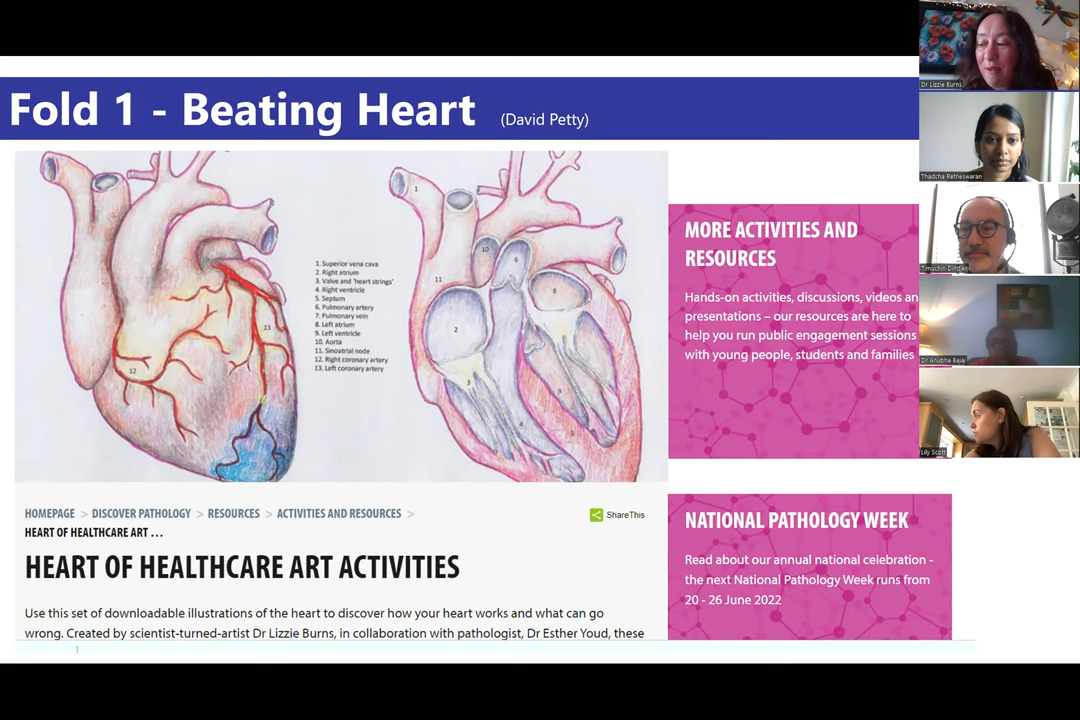 Fold 1 - Beating Heart (David Petty)
1
10
6
11
8
2
13
12
3
9
4
1. Superior vena cava
2. Right atrium
3. Valve and 'heart strings'
4. Right ventricle
5. Septum
6. Pulmonary artery
7. Pulmonary vein
8. Left atrium
9. Left ventricle
10. Aorta
11. Sinoatrial node
12. Right coronary artery
13. Left coronary artery
MORE ACTIVITIES AND
RESOURCES
Hands-on activities, discussions, videos an
presentations – our resources are here to
help you run public engagement sessions
with young people, students and families
HOMEPAGE > DISCOVER PATHOLOGY > RESOURCES > ACTIVITIES AND RESOURCES >
HEART OF HEALTHCARE ART ...
ShareThis
HEART OF HEALTHCARE ART ACTIVITIES
Use this set of downloadable illustrations of the heart to discover how your heart works and what can go
wrong. Created by scientist-turned-artist Dr Lizzie Burns, in collaboration with pathologist, Dr Esther Youd, these
NATIONAL PATHOLOGY WEEK
Read about our annual national celebration -
the next National Pathology Week runs from
20 - 26 June 2022
Dr Lizzie Burns
Thadcha Retneswaran
Timuchin Dindjer
Dr Anubha Bajaj
Lily Scott